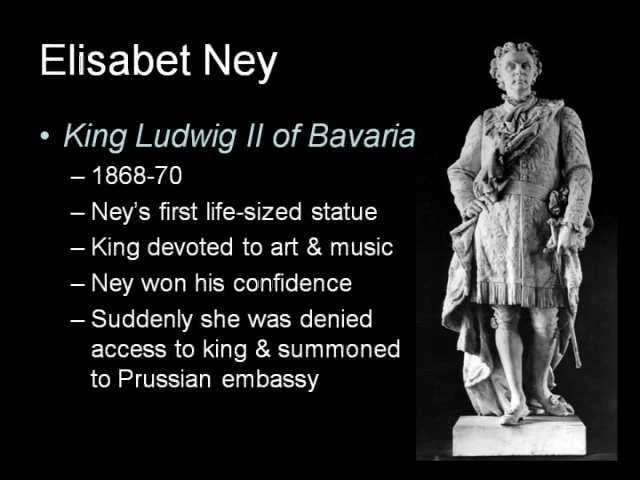 Elisabet Ney
• King Ludwig II of Bavaria
– 1868-70
– Ney's first life-sized statue
– King devoted to art & music
– Ney won his confidence
– Suddenly she was denied
access to king & summoned
to Prussian embassy